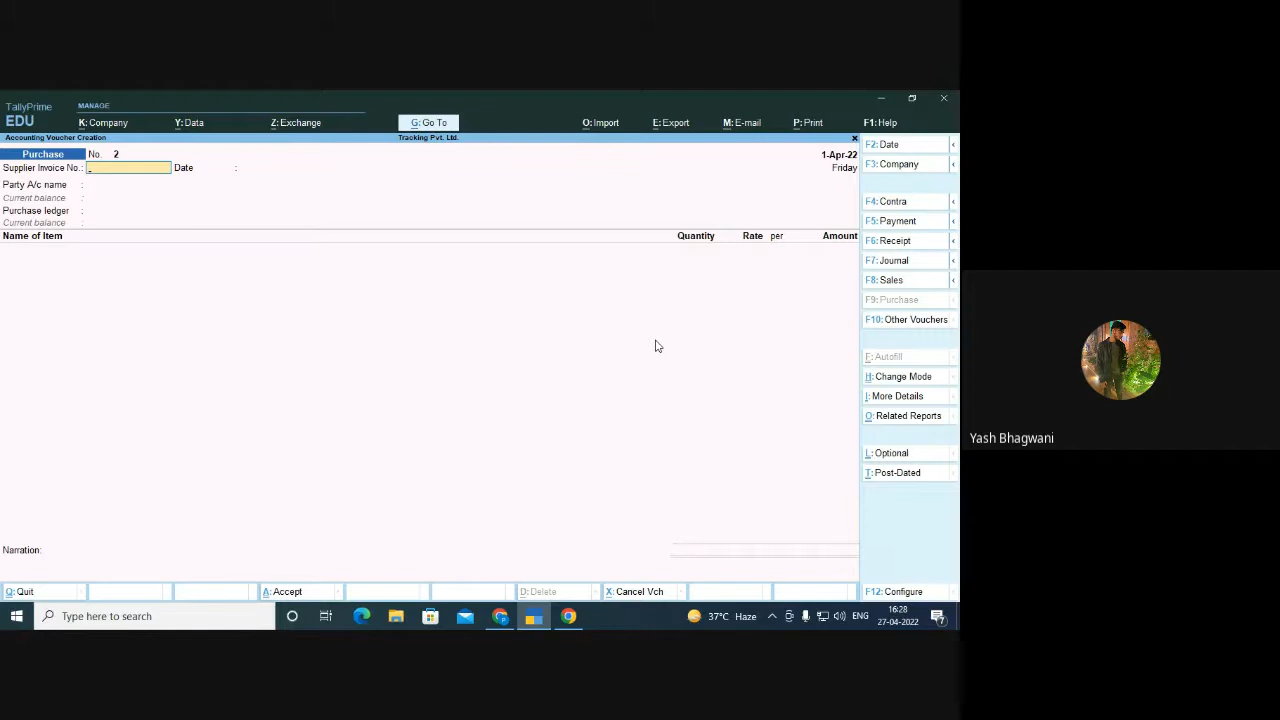 TallyPrime
EDU
MANAGE
K: Company
Y: Data
Z: Exchange
G: Go To
O: Import
E: Export
M: E-mail
P: Print
F1: Help
Accounting Voucher Creation
Tracking Pvt. Ltd.
Purchase No. 2
1-Apr-22
Supplier Invoice No.:
Date :
Friday
Party A/c name :
Current balance :
Purchase ledger :
Current balance :
Name of Item
Quantity
Rate per
Amount
Narration:
F2: Date
F3: Company
F4: Contra
F5: Payment
F6: Receipt
F7: Journal
F8: Sales
F9: Purchase
F10: Other Vouchers
F: Autofill
H: Change Mode
I: More Details
O: Related Reports
L: Optional
T: Post-Dated
Q: Quit
A: Accept
D: Delete
X: Cancel Vch
F12: Configure
Type here to search
37°C Haze
ENG
16:28
27-04-2022
7
Yash Bhagwani